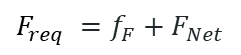 F_req = f_F + F_Net